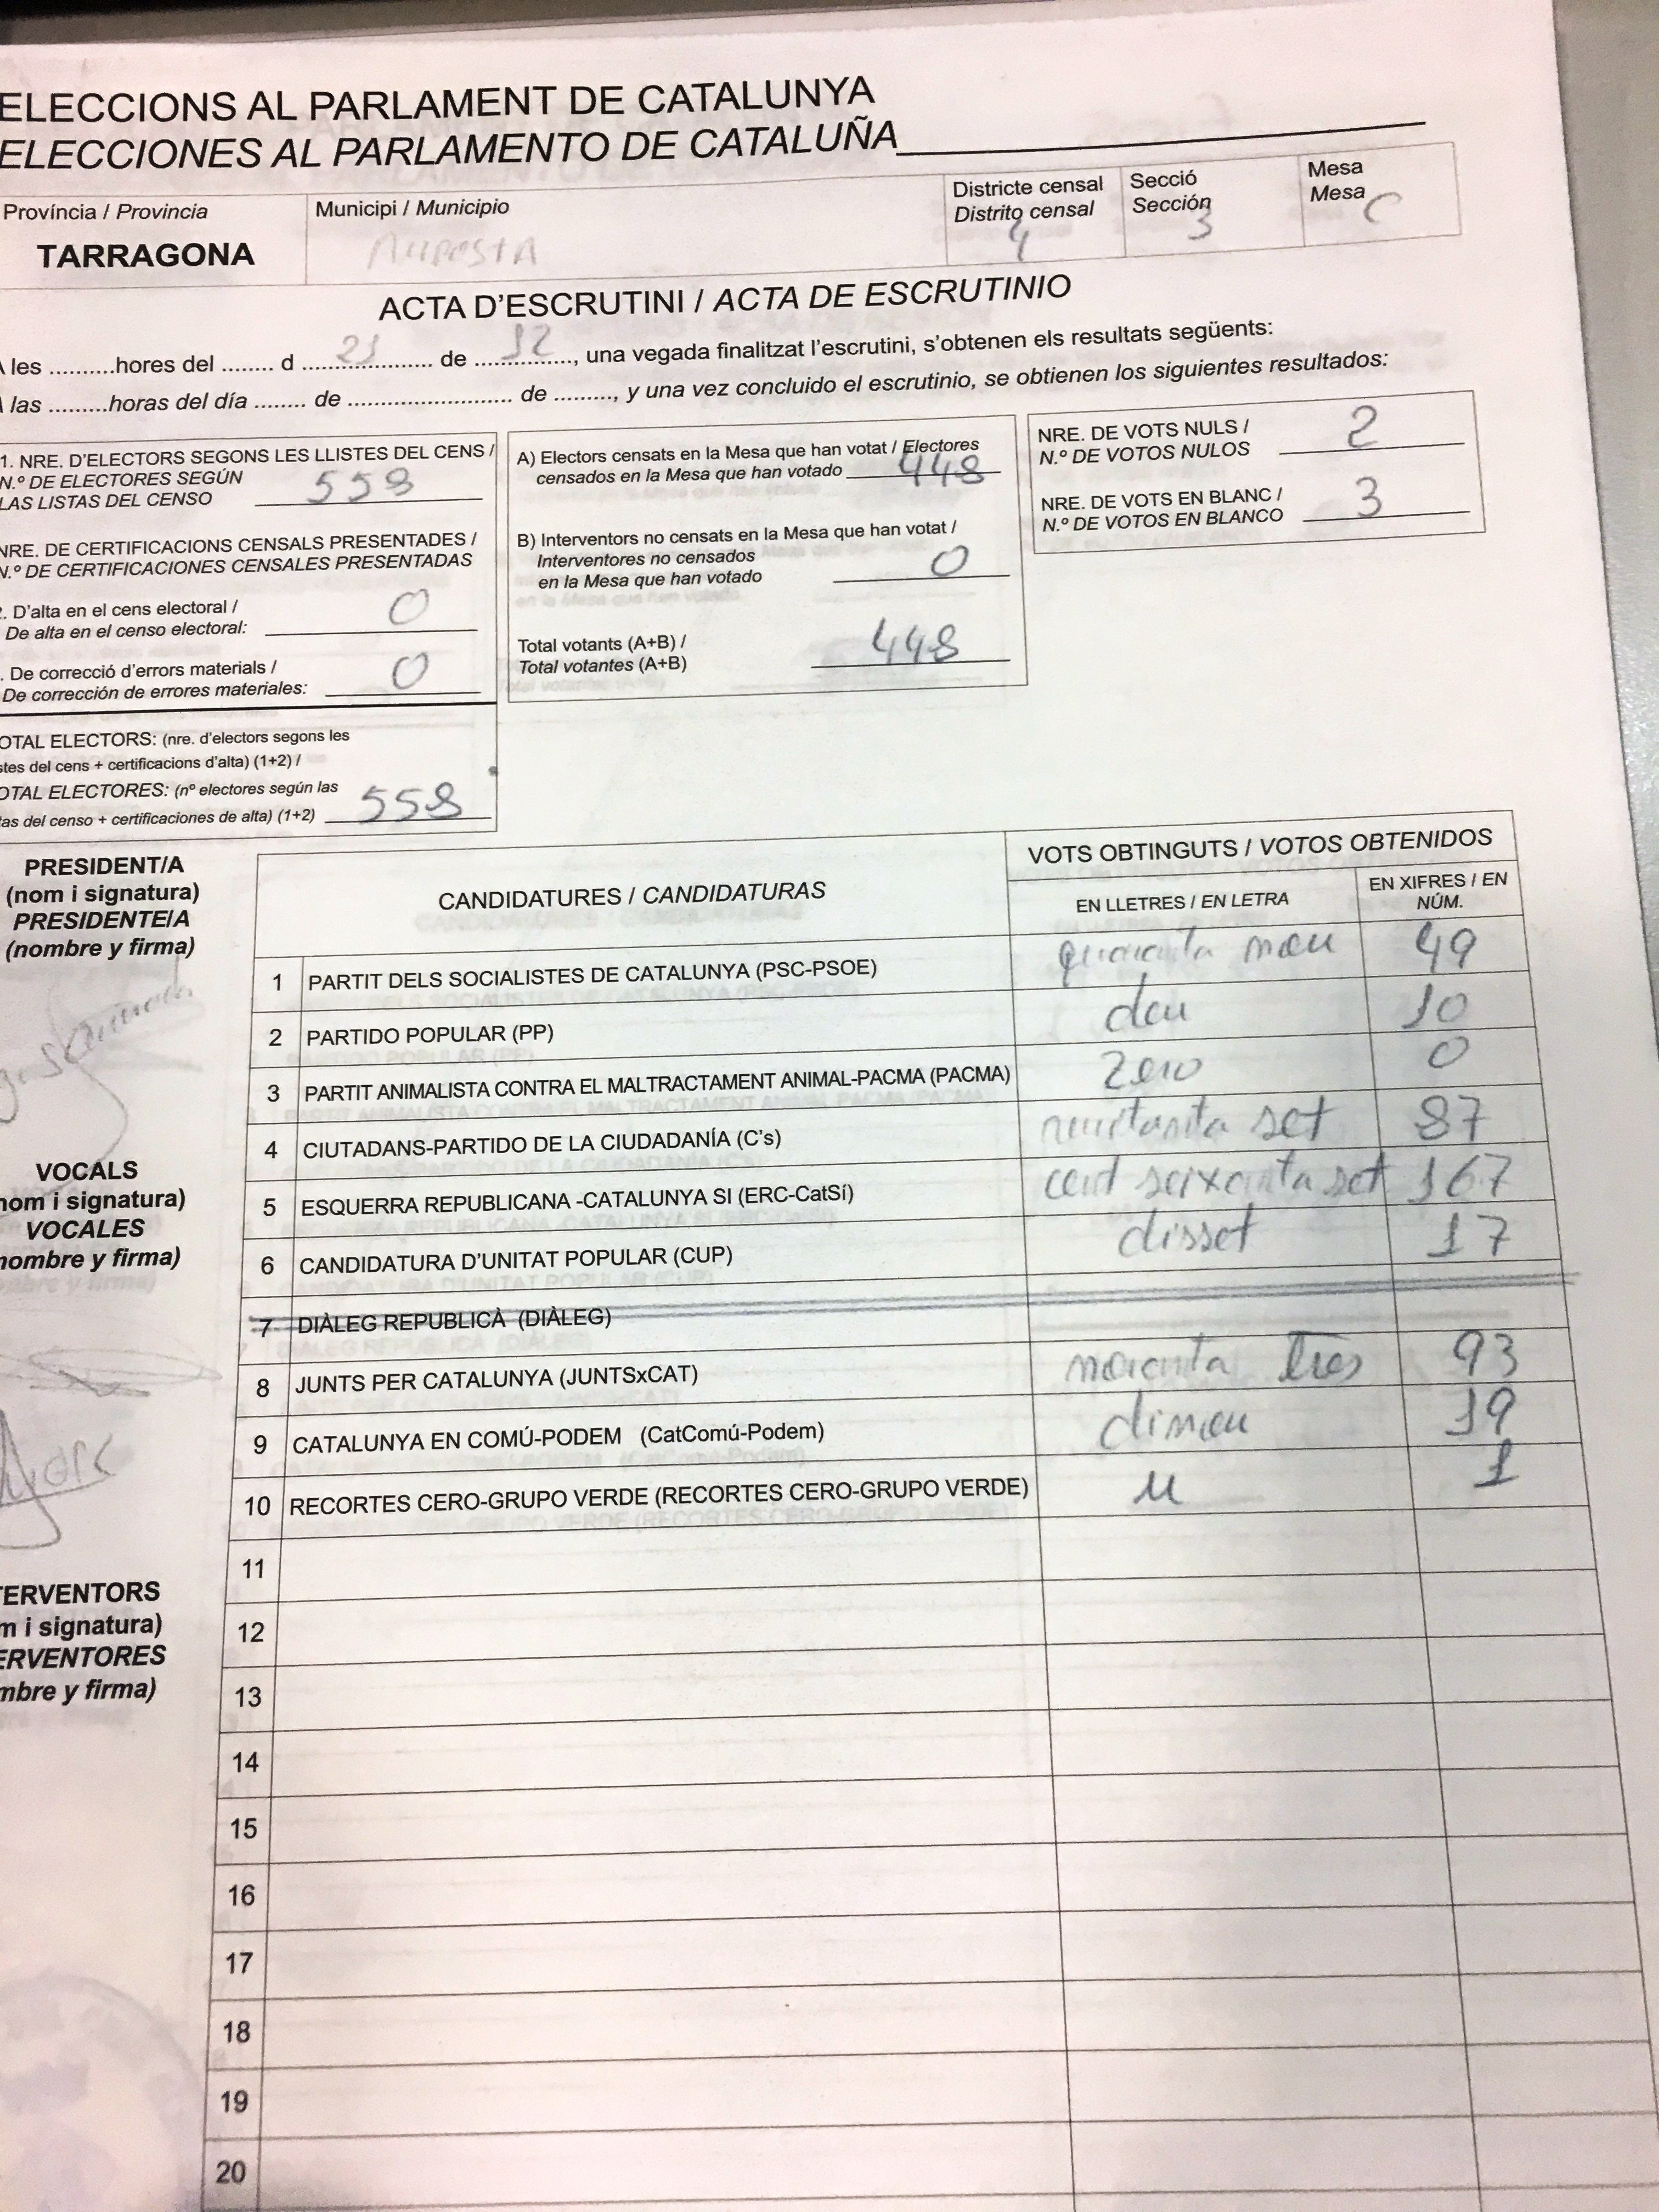 ELECCIONS AL PARLAMENT DE CATALUNYA
ELECCIONES AL PARLAMENTO DE CATALUÑA
Província / Provincia
TARRAGONA
Municipi / Municipio
AMPOSTA
Districte censal
Distrito censal
4
Secció
Sección
3
Mesa
Mesa
C
ACTA D'ESCRUTINI / ACTA DE ESCRUTINIO
A les ..........hores del ........ d 21 de 12, una vegada finalitzat l'escrutini, s'obtenen els resultats següents:
A las .........horas del día ........ de ......................... de ........., y una vez concluido el escrutinio, se obtienen los siguientes resultados:
1. NRE. D'ELECTORS SEGONS LES LLISTES DEL CENS /
N.º DE ELECTORES SEGÚN
LAS LISTAS DEL CENSO 558
NRE. DE CERTIFICACIONS CENSALS PRESENTADES /
N.º DE CERTIFICACIONES CENSALES PRESENTADAS
. D'alta en el cens electoral /
De alta en el censo electoral: 0
. De correcció d'errors materials /
De corrección de errores materiales: 0
OTAL ELECTORS: (nre. d'electors segons les
stes del cens + certificacions d'alta) (1+2) /
OTAL ELECTORES: (nº electores según las
tas del censo + certificaciones de alta) (1+2) 558
A) Electors censats en la Mesa que han votat / Electores
censados en la Mesa que han votado 448
B) Interventors no censats en la Mesa que han votat /
Interventores no censados
en la Mesa que han votado 0
Total votants (A+B) /
Total votantes (A+B) 448
NRE. DE VOTS NULS /
N.º DE VOTOS NULOS 2
NRE. DE VOTS EN BLANC /
N.º DE VOTOS EN BLANCO 3
PRESIDENT/A
(nom i signatura)
PRESIDENTE/A
(nombre y firma)
VOCALS
nom i signatura)
VOCALES
nombre y firma)
TERVENTORS
m i signatura)
ERVENTORES
mbre y firma)
CANDIDATURES / CANDIDATURAS
VOTS OBTINGUTS / VOTOS OBTENIDOS
EN LLETRES / EN LETRA
EN XIFRES / EN
NÚM.
1 PARTIT DELS SOCIALISTES DE CATALUNYA (PSC-PSOE) quaranta nou 49
2 PARTIDO POPULAR (PP) deu 10
3 PARTIT ANIMALISTA CONTRA EL MALTRACTAMENT ANIMAL-PACMA (PACMA) zero 0
4 CIUTADANS-PARTIDO DE LA CIUDADANÍA (C's) set 87
5 ESQUERRA REPUBLICANA -CATALUNYA SI (ERC-CatSí) cent seixanta set 167
6 CANDIDATURA D'UNITAT POPULAR (CUP) disset 17
7 DIÀLEG REPUBLICÀ (DIÀLEG)
8 JUNTS PER CATALUNYA (JUNTSxCAT) noranta tres 93
9 CATALUNYA EN COMÚ-PODEM (CatComú-Podem) dinou 19
10 RECORTES CERO-GRUPO VERDE (RECORTES CERO-GRUPO VERDE) u 1
11
12
13
14
15
16
17
18
19
20